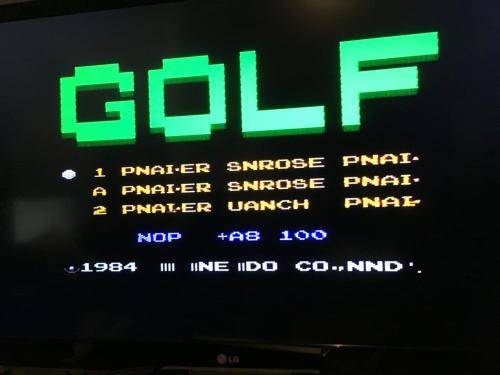 GOLF
1 PNAI·ER SNROSE PNAI·
A PNAI·ER SNROSE PNAI·
2 PNAI·ER UANCH PNAI·
NOP +A8 100
1984 NE DO CO.,NND
LG